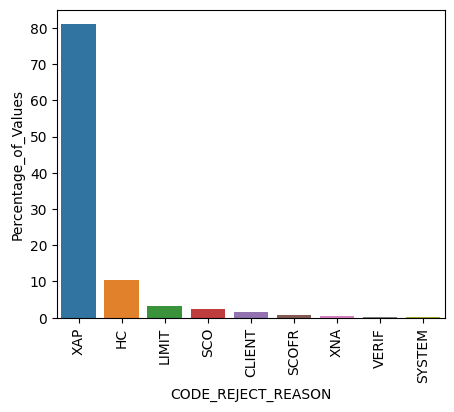 80
70
60
50
40
30
20
10
0
Percentage_of_Values
XAP
HC
LIMIT
SCO
CLIENT
SCOFR
XNA
VERIF
SYSTEM
CODE_REJECT_REASON